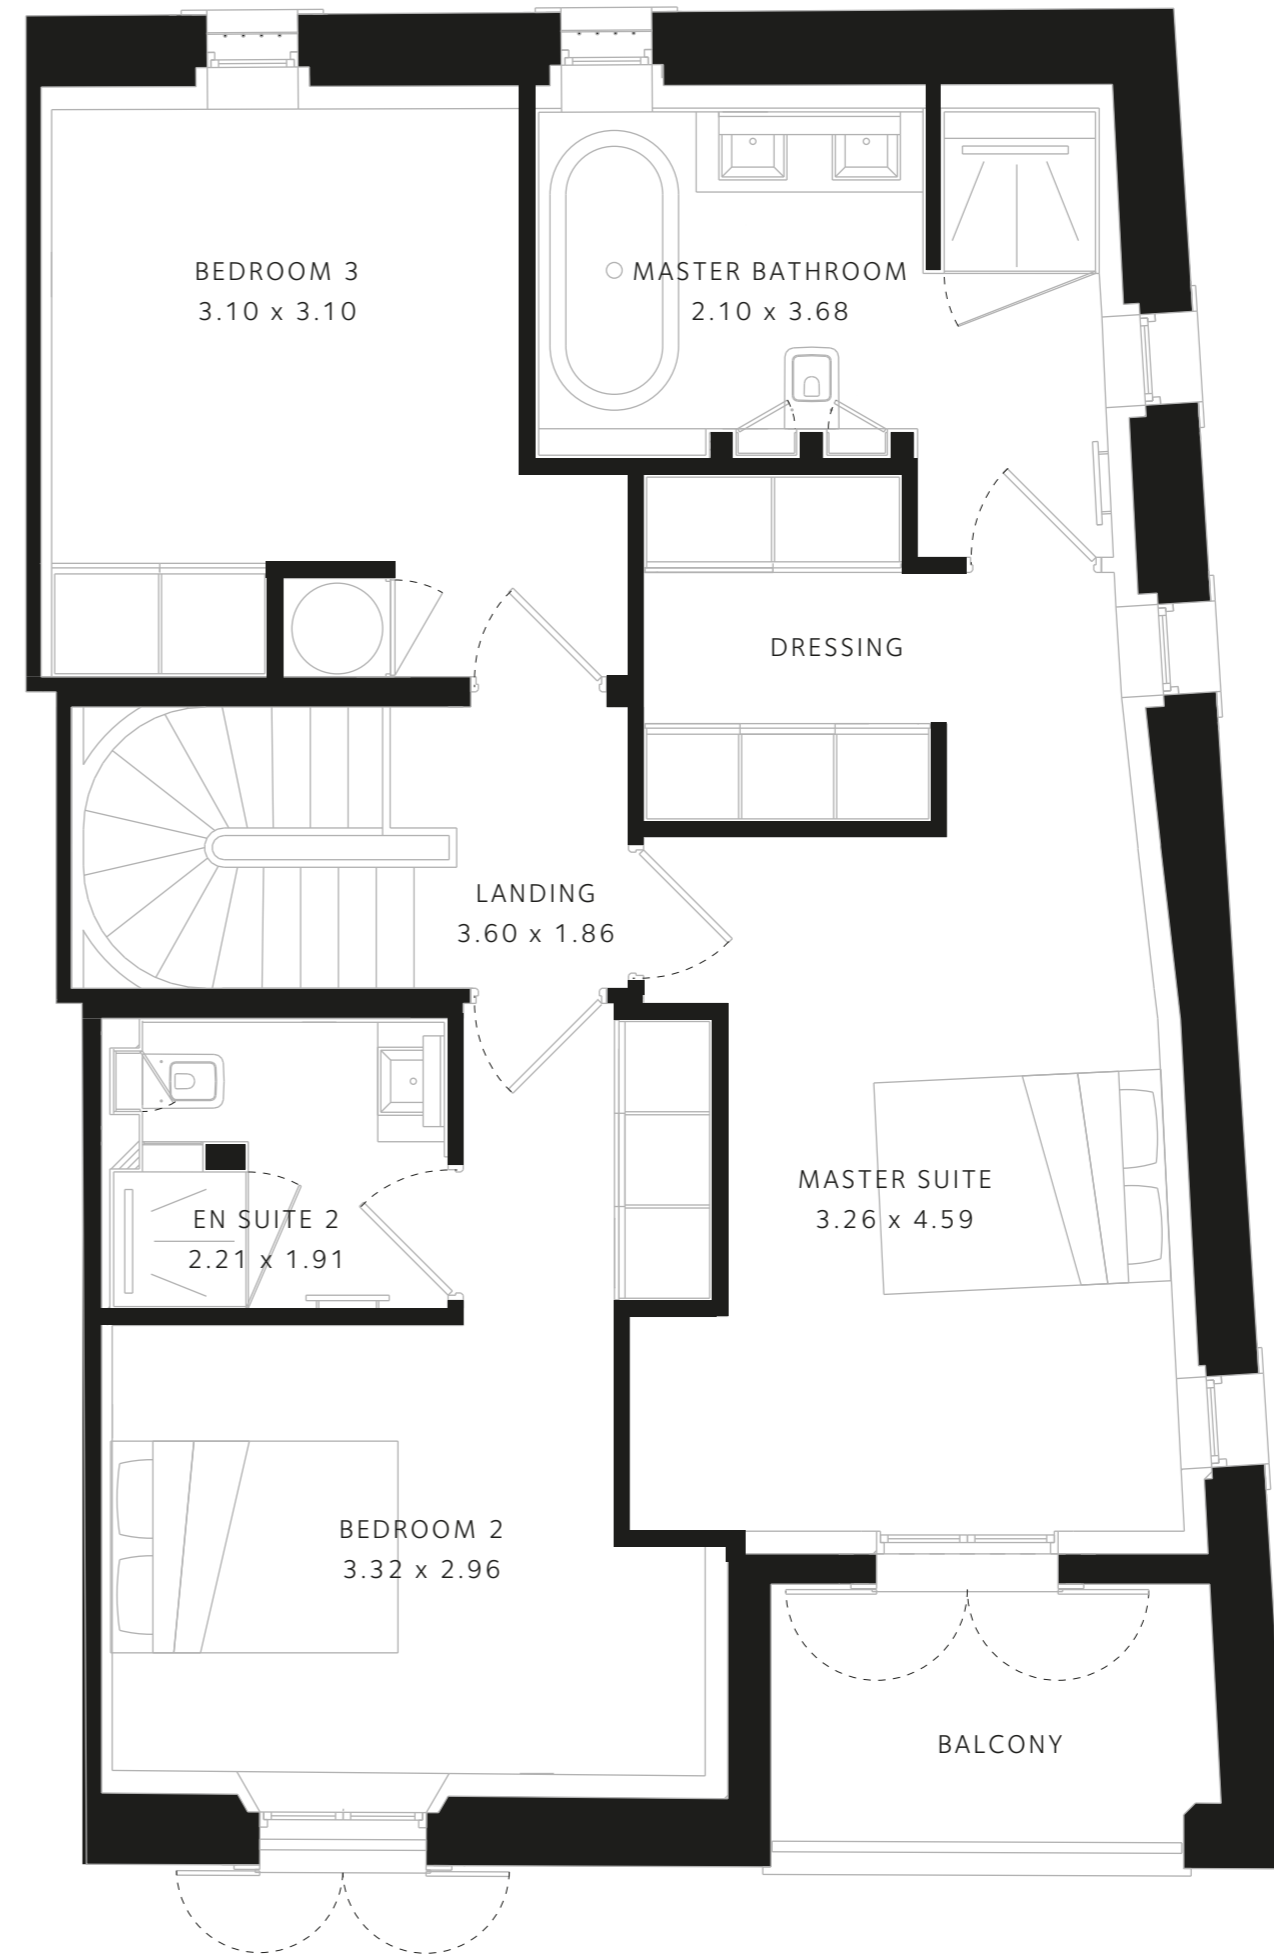 BEDROOM 3
3.10 x 3.10
MASTER BATHROOM
2.10 x 3.68
DRESSING
LANDING
3.60 x 1.86
MASTER SUITE
3.26 x 4.59
EN SUITE 2
2.21 x 1.91
BEDROOM 2
3.32 x 2.96
BALCONY